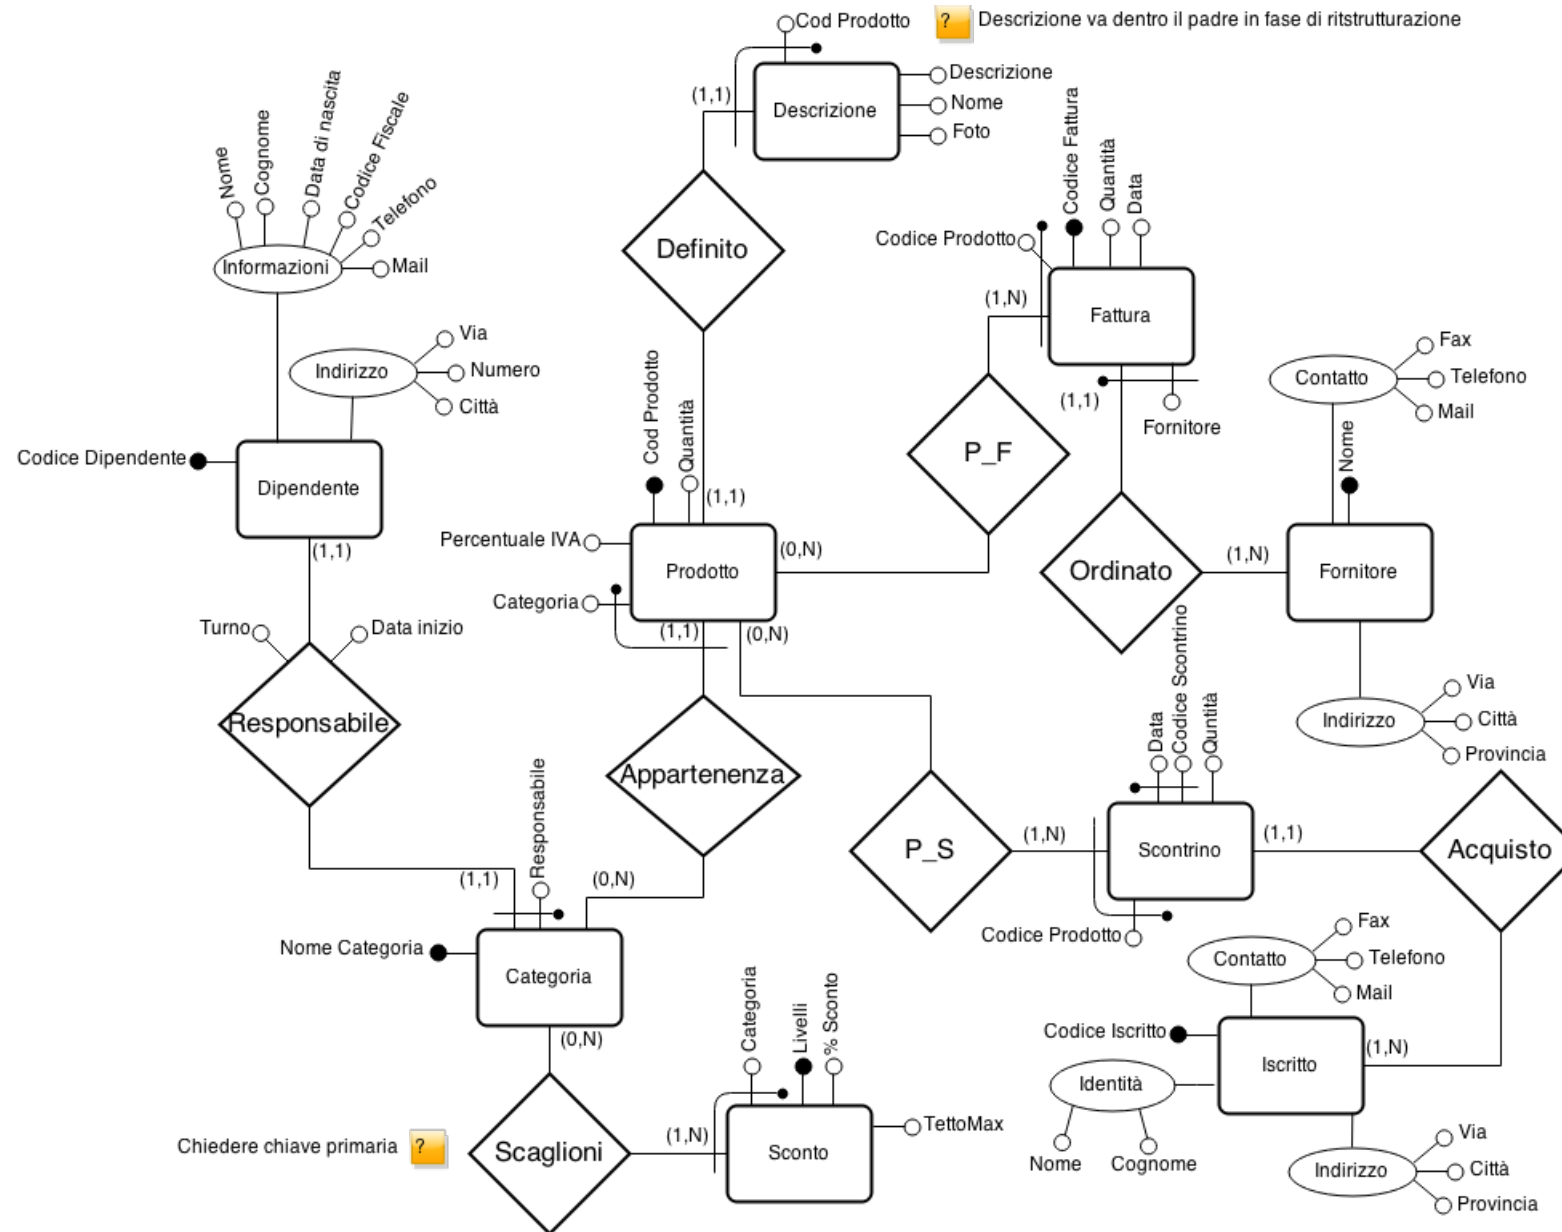 Cod Prodotto
? Descrizione va dentro il padre in fase di ritstrutturazione
Descrizione
Descrizione
Nome
Foto
(1,1)
Definito
(1,1)
Nome
Cognome
Data di nascita
Codice Fiscale
Telefono
Mail
Informazioni
Via
Numero
Città
Indirizzo
Codice Dipendente
Dipendente
(1,1)
Turno
Data inizio
Responsabile
(1,1)
Codice Prodotto
Codice Fattura
Quantità
Data
Fattura
(1,N)
P_F
(0,N)
(1,1)
Fornitore
Ordinato
(1,N)
Fax
Telefono
Mail
Contatto
Nome
Fornitore
Via
Città
Provincia
Indirizzo
Cod Prodotto
Quantità
Percentuale IVA
Categoria
Prodotto
(1,1)
(0,N)
Appartenenza
(0,N)
P_S
(1,N)
Data
Codice Scontrino
Quntità
Scontrino
Codice Prodotto
(1,1)
Acquisto
(1,N)
Responsabile
Nome Categoria
Categoria
(0,N)
Chiedere chiave primaria ?
Scaglioni
(1,N)
Categoria
Livelli
% Sconto
TettoMax
Sconto
Fax
Telefono
Mail
Contatto
Codice Iscritto
Iscritto
Identità
Nome
Cognome
Via
Città
Provincia
Indirizzo